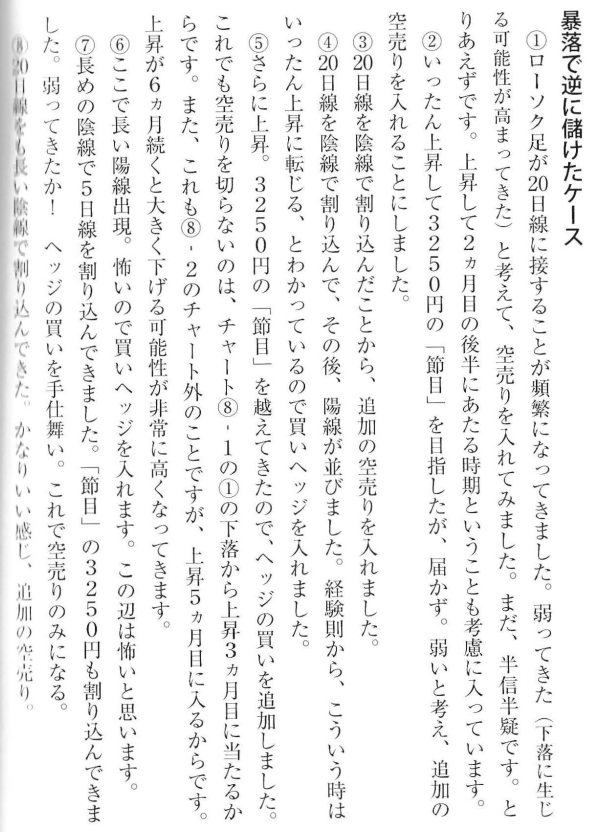 暴落で逆に儲けたケース
①ローソク足が20日線に接することが頻繁になってきました。弱ってきた（下落に生じ
る可能性が高まってきた）と考えて、空売りを入れてみました。まだ、半信半疑です。と
りあえずです。上昇して2ヵ月目の後半にあたる時期ということも考慮に入っています。
②いったん上昇して3250円の「節目」を目指したが、届かず。弱いと考え、追加の
空売りを入れることにしました。
③20日線を陰線で割り込んだことから、追加の空売りを入れました。
④20日線を陰線で割り込んで、その後、陽線が並びました。経験則から、こういう時は
いったん上昇に転じる、とわかっているので買いヘッジを入れました。
⑤さらに上昇。3250円の「節目」を越えてきたので、ヘッジの買いを追加しました。
これでも空売りを切らないのは、チャート⑧‐1の①の下落から上昇3ヵ月目に当たるか
らです。また、これも⑧‐2のチャート外のことですが、上昇5ヵ月目に入るからです。
上昇が6ヵ月続くと大きく下げる可能性が非常に高くなってきます。
⑥ここで長い陽線出現。怖いので買いヘッジを入れます。この辺は怖いと思います。
⑦長めの陰線で5日線を割り込んできました。「節目」の3250円も割り込んできま
した。弱ってきたか！　ヘッジの買いを手仕舞い。これで空売りのみになる。
⑧20日線をも長い陰線で割り込んできた。かなりいい感じ、追加の空売り。